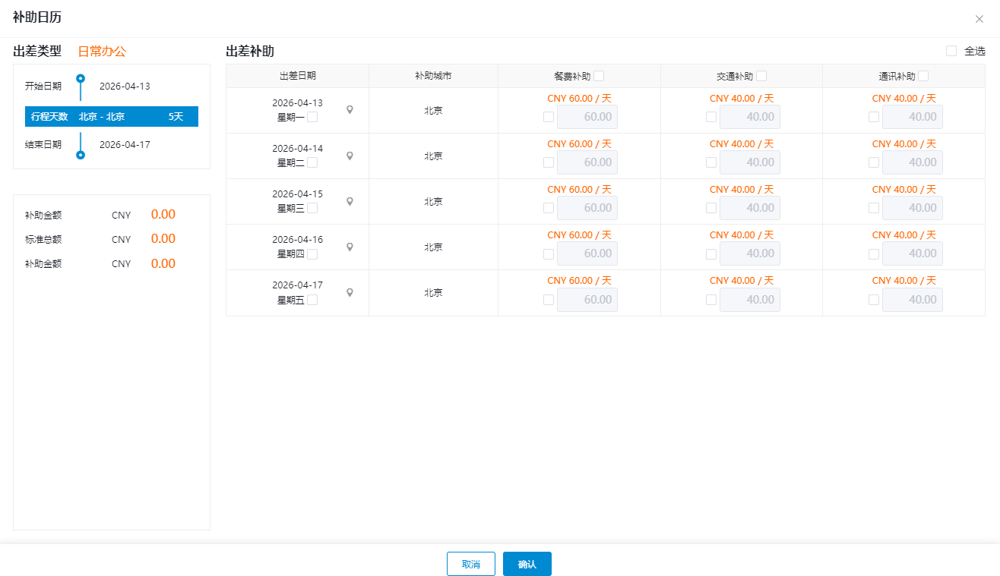 补助日历
出差类型 日常办公
开始日期 2026-04-13
行程天数 北京 - 北京 5天
结束日期 2026-04-17
补助金额 CNY 0.00
标准总额 CNY 0.00
补助金额 CNY 0.00
出差补助 全选
出差日期 补助城市 餐费补助 交通补助 通讯补助
CNY 60.00 / 天 CNY 40.00 / 天 CNY 40.00 / 天
2026-04-13
北京
星期一 60.00 40.00 40.00
CNY 60.00 / 天 CNY 40.00 / 天 CNY 40.00 / 天
2026-04-14
北京
星期二 60.00 40.00 40.00
CNY 60.00 / 天 CNY 40.00 / 天 CNY 40.00 / 天
2026-04-15
北京
星期三 60.00 40.00 40.00
CNY 60.00 / 天 CNY 40.00 / 天 CNY 40.00 / 天
2026-04-16
北京
星期四 60.00 40.00 40.00
CNY 60.00 / 天 CNY 40.00 / 天 CNY 40.00 / 天
2026-04-17
北京
星期五 60.00 40.00 40.00
取消 确认